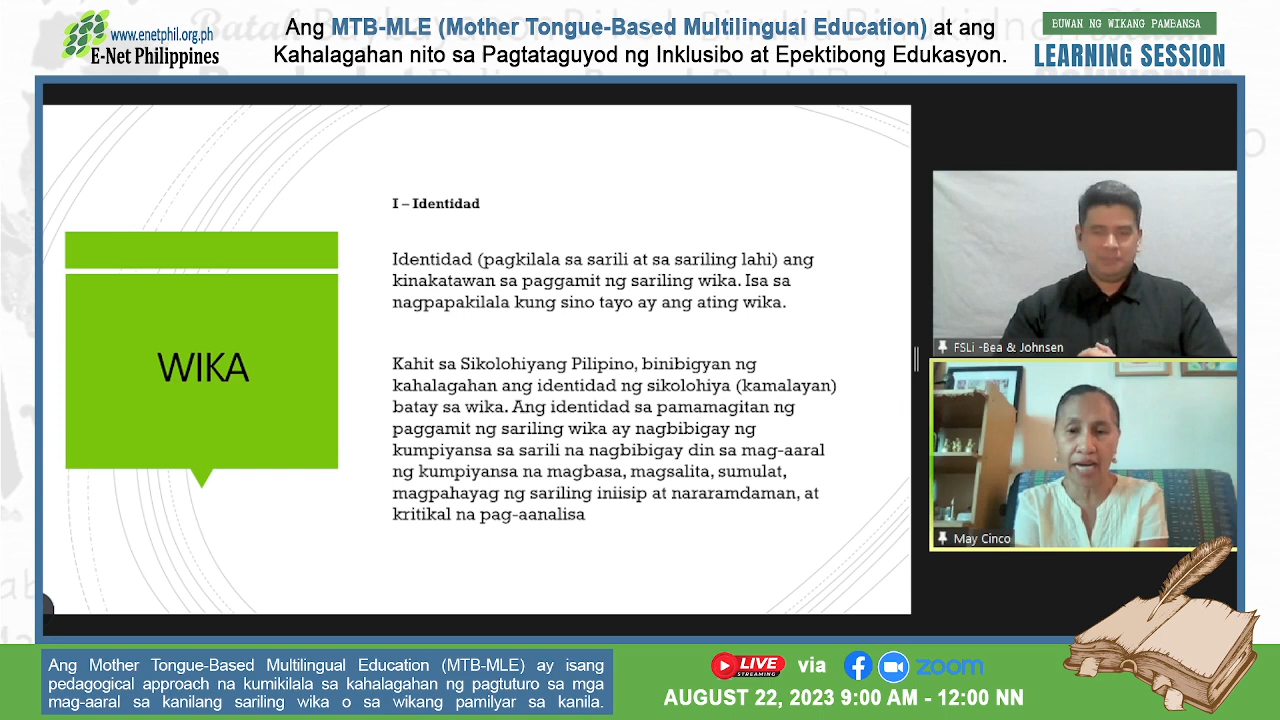 www.enetphil.org.ph
E-Net Philippines
Ang MTB-MLE (Mother Tongue-Based Multilingual Education) at ang
Kahalagahan nito sa Pagtataguyod ng Inklusibo at Epektibong Edukasyon.
BUWAN NG WIKANG PAMBANSA
LEARNING SESSION
WIKA
I – Identidad
Identidad (pagkilala sa sarili at sa sariling lahi) ang
kinakatawan sa paggamit ng sariling wika. Isa sa
nagpapakilala kung sino tayo ay ang ating wika.
Kahit sa Sikolohiyang Pilipino, binibigyan ng
kahalagahan ang identidad ng sikolohiya (kamalayan)
batay sa wika. Ang identidad sa pamamagitan ng
paggamit ng sariling wika ay nagbibigay ng
kumpiyansa sa sarili na nagbibigay din sa mag-aaral
ng kumpiyansa na magbasa, magsalita, sumulat,
magpahayag ng sariling iniisip at nararamdaman, at
kritikal na pag-aanalisa
FSLi -Bea & Johnsen
May Cinco
Ang Mother Tongue-Based Multilingual Education (MTB-MLE) ay isang
pedagogical approach na kumikilala sa kahalagahan ng pagtuturo sa mga
mag-aaral sa kanilang sariling wika o sa wikang pamilyar sa kanila.
LIVE
STREAMING
via
zoom
AUGUST 22, 2023 9:00 AM - 12:00 NN